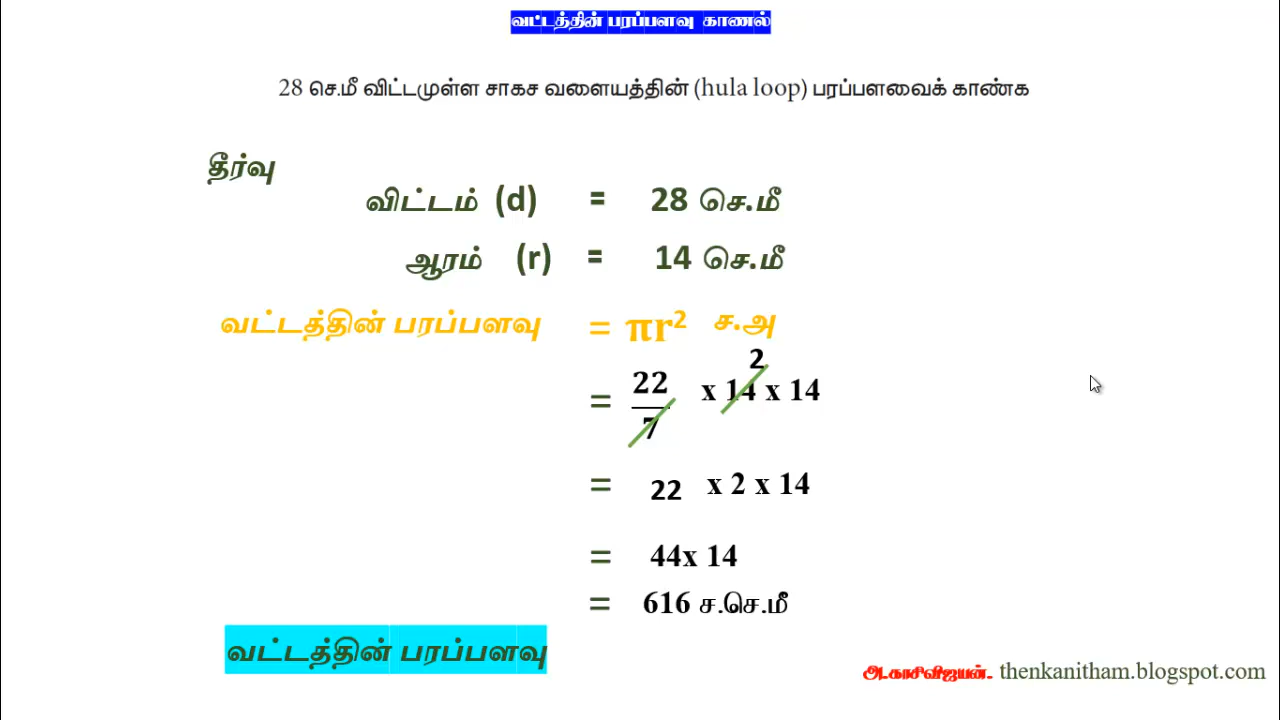 வட்டத்தின் பரப்பளவு காணல்
28 செ.மீ விட்டமுள்ள சாகச வளையத்தின் (hula loop) பரப்பளவைக் காண்க
தீர்வு
விட்டம் (d) = 28 செ.மீ
ஆரம் (r) = 14 செ.மீ
வட்டத்தின் பரப்பளவு = πr² ச.அ
2
= 22/7 x 14 x 14
= 22 x 2 x 14
= 44x 14
= 616 ச.செ.மீ
வட்டத்தின் பரப்பளவு
அ.காசிவிஜயன். thenkanitham.blogspot.com